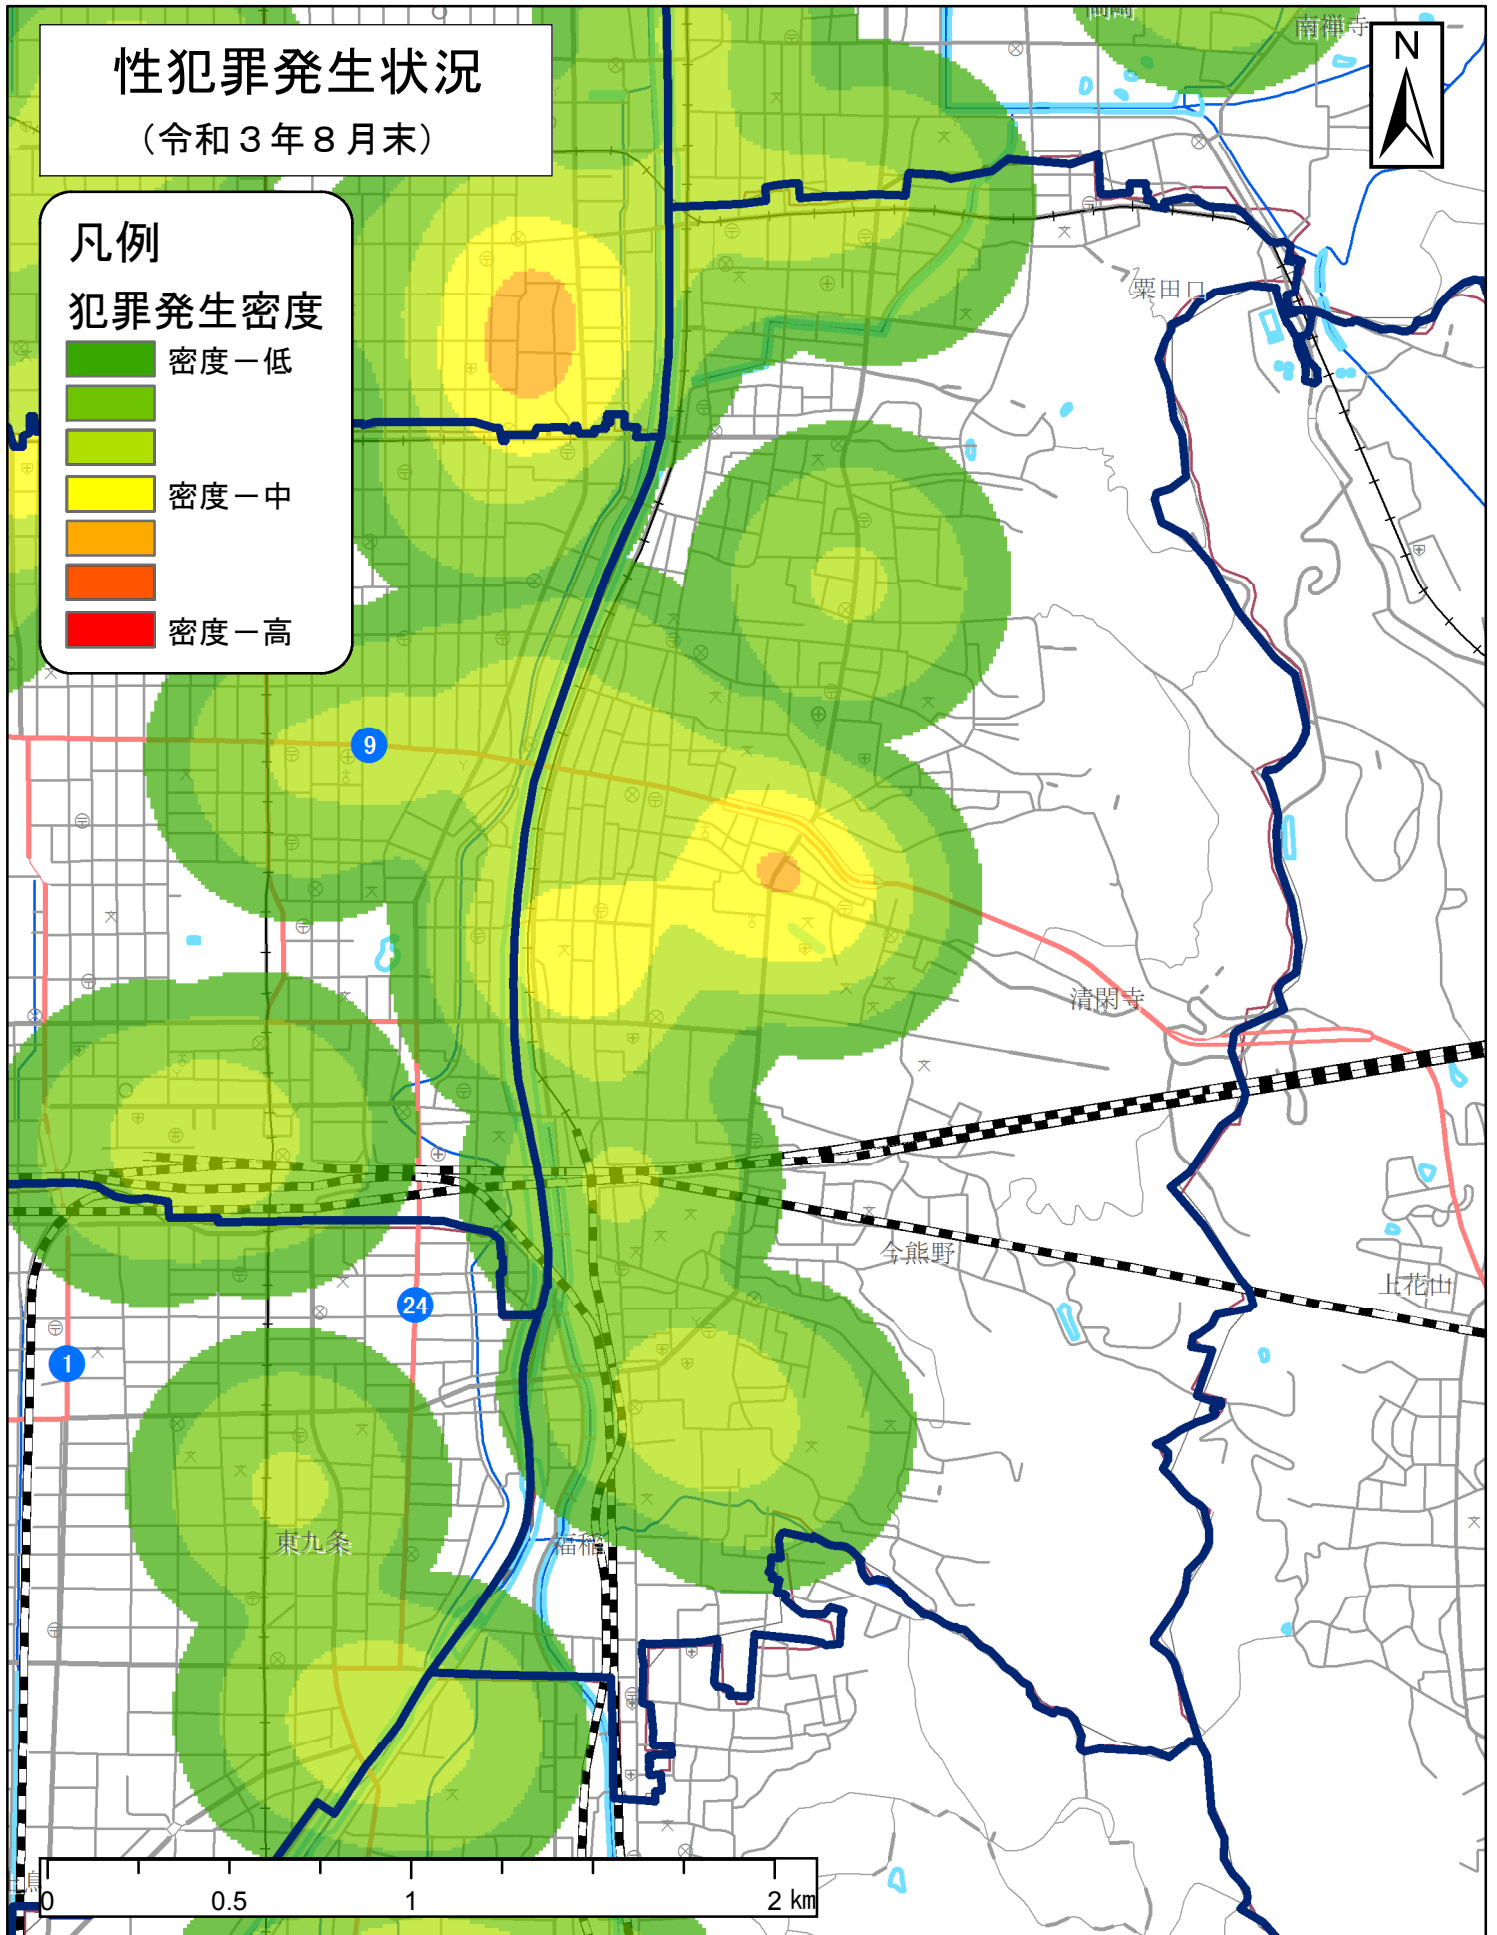 性犯罪発生状況
（令和３年８月末）
南禅寺
N
凡例
犯罪発生密度
密度－低
密度－中
密度－高
粟田口
9
清閑寺
今熊野
上花山
24
1
東九条
福稲
0
0.5
1
2 km